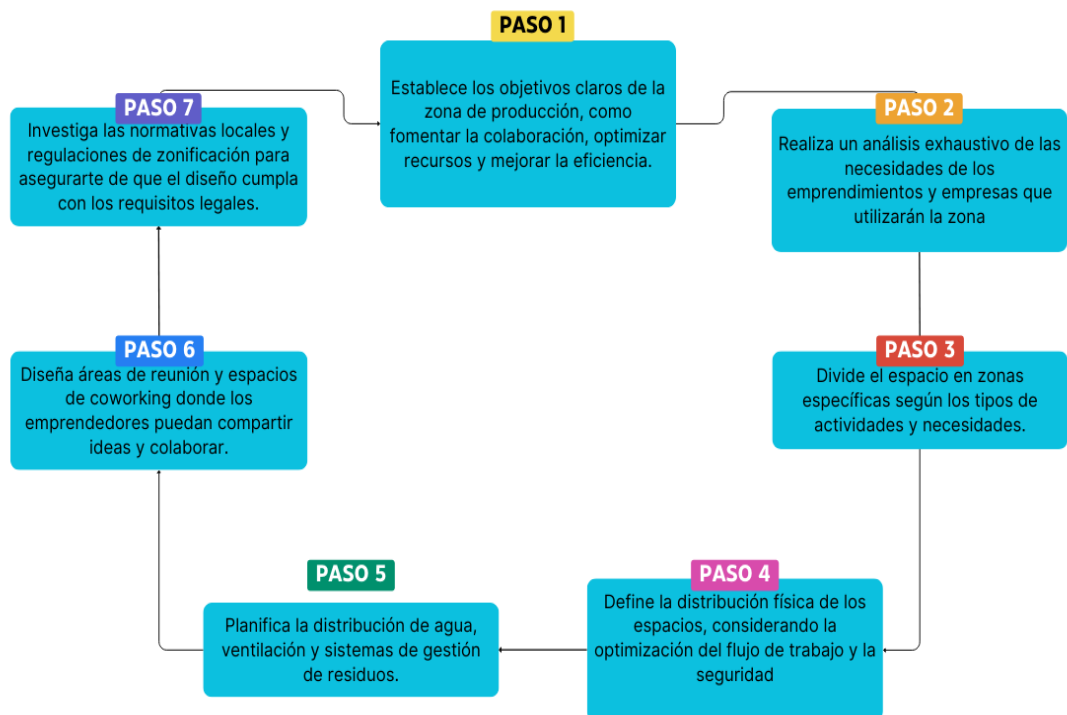 PASO 1
Establece los objetivos claros de la
zona de producción, como
fomentar la colaboración, optimizar
recursos y mejorar la eficiencia.
PASO 2
Realiza un análisis exhaustivo de las
necesidades de los
emprendimientos y empresas que
utilizarán la zona
PASO 3
Divide el espacio en zonas
específicas según los tipos de
actividades y necesidades.
PASO 4
Define la distribución física de los
espacios, considerando la
optimización del flujo de trabajo y la
seguridad
PASO 5
Planifica la distribución de agua,
ventilación y sistemas de gestión
de residuos.
PASO 6
Diseña áreas de reunión y espacios
de coworking donde los
emprendedores puedan compartir
ideas y colaborar.
PASO 7
Investiga las normativas locales y
regulaciones de zonificación para
asegurarte de que el diseño cumpla
con los requisitos legales.